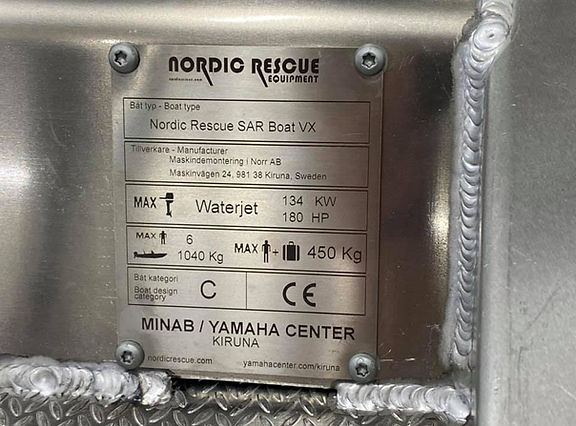 NORDIC RESCUE
nordicrescue.com EQUIPMENT
Båt typ - Boat type
Nordic Rescue SAR Boat VX
Tillverkare - Manufacturer
Maskindemontering i Norr AB
Maskinvägen 24, 981 38 Kiruna, Sweden
MAX Waterjet 134 KW
180 HP
MAX 6
1040 Kg MAX + 450 Kg
Båt kategori
Boat design
category C CE
MINAB / YAMAHA CENTER
KIRUNA
nordicrescue.com yamahacenter.com/kiruna